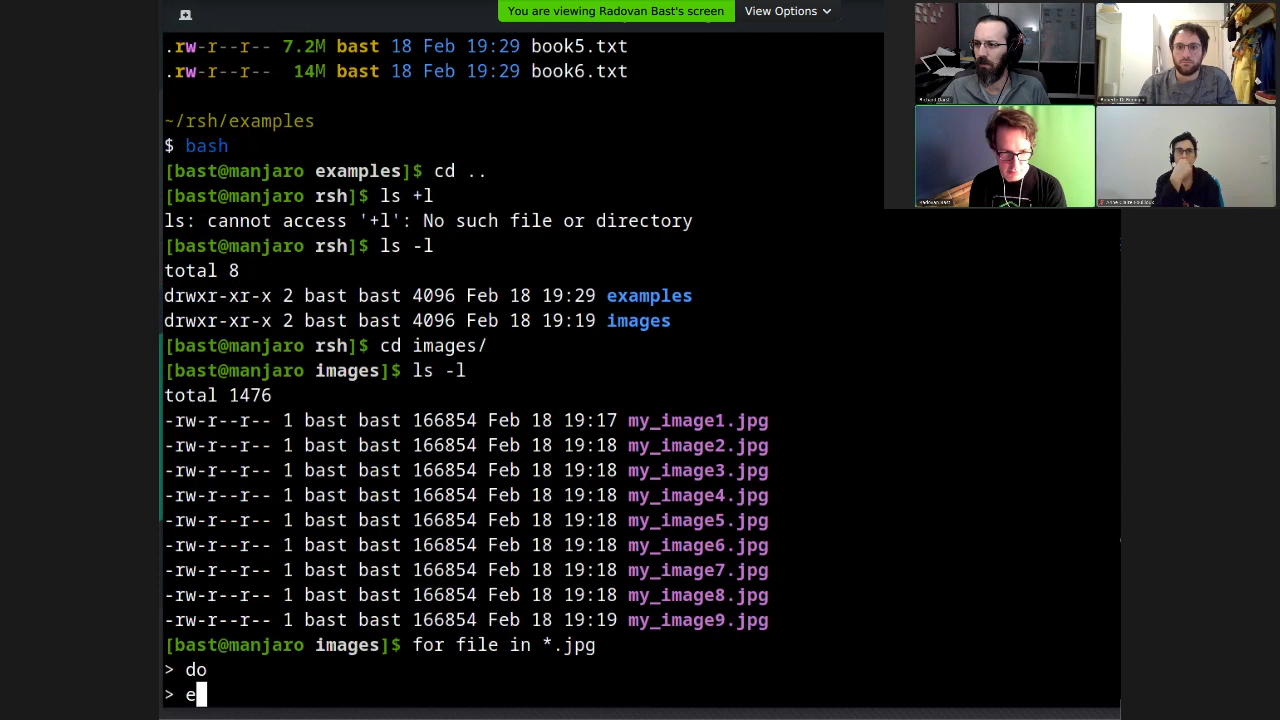 You are viewing Radovan Bast's screen
View Options
.rw-r--r-- 7.2M bast 18 Feb 19:29 book5.txt
.rw-r--r-- 14M bast 18 Feb 19:29 book6.txt
~/rsh/examples
$ bash
[bast@manjaro examples]$ cd ..
[bast@manjaro rsh]$ ls +l
ls: cannot access '+l': No such file or directory
[bast@manjaro rsh]$ ls -l
total 8
drwxr-xr-x 2 bast bast 4096 Feb 18 19:29 examples
drwxr-xr-x 2 bast bast 4096 Feb 18 19:19 images
[bast@manjaro rsh]$ cd images/
[bast@manjaro images]$ ls -l
total 1476
-rw-r--r-- 1 bast bast 166854 Feb 18 19:17 my_image1.jpg
-rw-r--r-- 1 bast bast 166854 Feb 18 19:18 my_image2.jpg
-rw-r--r-- 1 bast bast 166854 Feb 18 19:18 my_image3.jpg
-rw-r--r-- 1 bast bast 166854 Feb 18 19:18 my_image4.jpg
-rw-r--r-- 1 bast bast 166854 Feb 18 19:18 my_image5.jpg
-rw-r--r-- 1 bast bast 166854 Feb 18 19:18 my_image6.jpg
-rw-r--r-- 1 bast bast 166854 Feb 18 19:18 my_image7.jpg
-rw-r--r-- 1 bast bast 166854 Feb 18 19:18 my_image8.jpg
-rw-r--r-- 1 bast bast 166854 Feb 18 19:19 my_image9.jpg
[bast@manjaro images]$ for file in *.jpg
> do
> e
Richard Darst
Radovan Bast